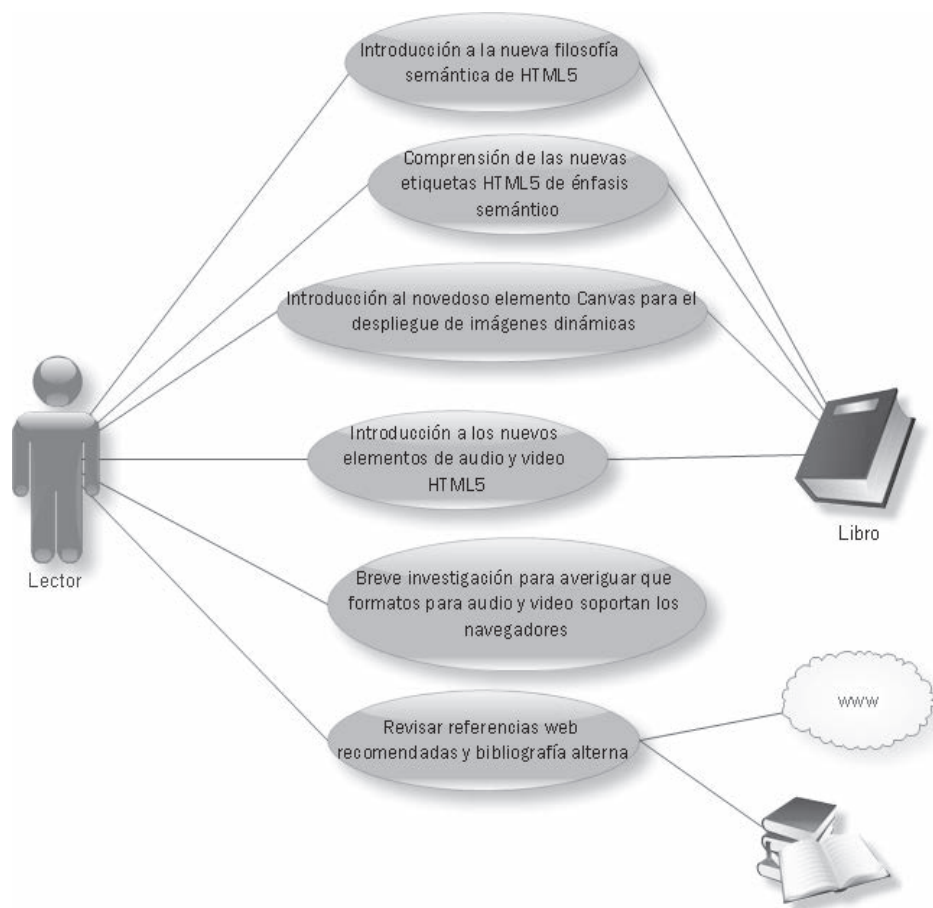 Introducción a la nueva filosofía
semántica de HTML5
Comprensión de las nuevas
etiquetas HTML5 de énfasis
semántico
Introducción al novedoso elemento Canvas para el
despliegue de imágenes dinámicas
Introducción a los nuevos
elementos de audio y video
HTML5
Libro
Lector
Breve investigación para averiguar que
formatos para audio y video soportan los
navegadores
www
Revisar referencias web
recomendadas y bibliografía alterna